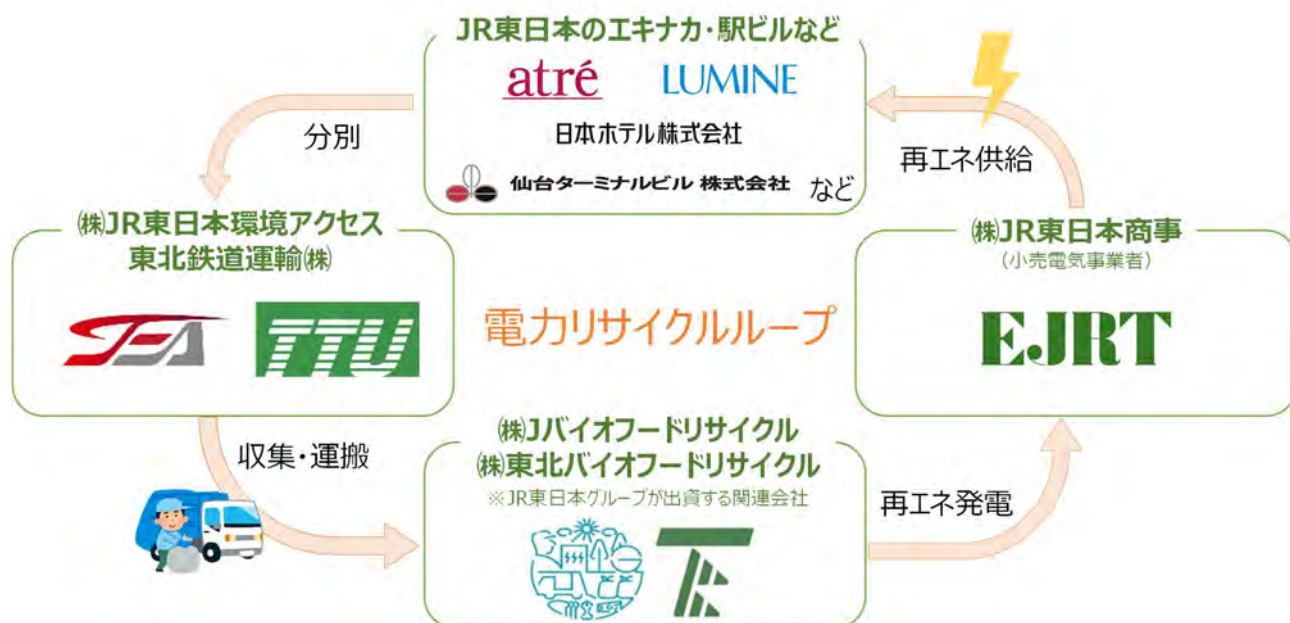 JR東日本のエキナカ・駅ビルなど
atré
LUMINE
日本ホテル株式会社
仙台ターミナルビル 株式会社 など
分別
再エネ供給
㈱JR東日本環境アクセス
東北鉄道運輸㈱
JEA
TTU
電力リサイクルループ
㈱JR東日本商事
(小売電気事業者)
EJRT
収集・運搬
㈱Jバイオフードリサイクル
㈱東北バイオフードリサイクル
※JR東日本グループが出資する関連会社
再エネ発電